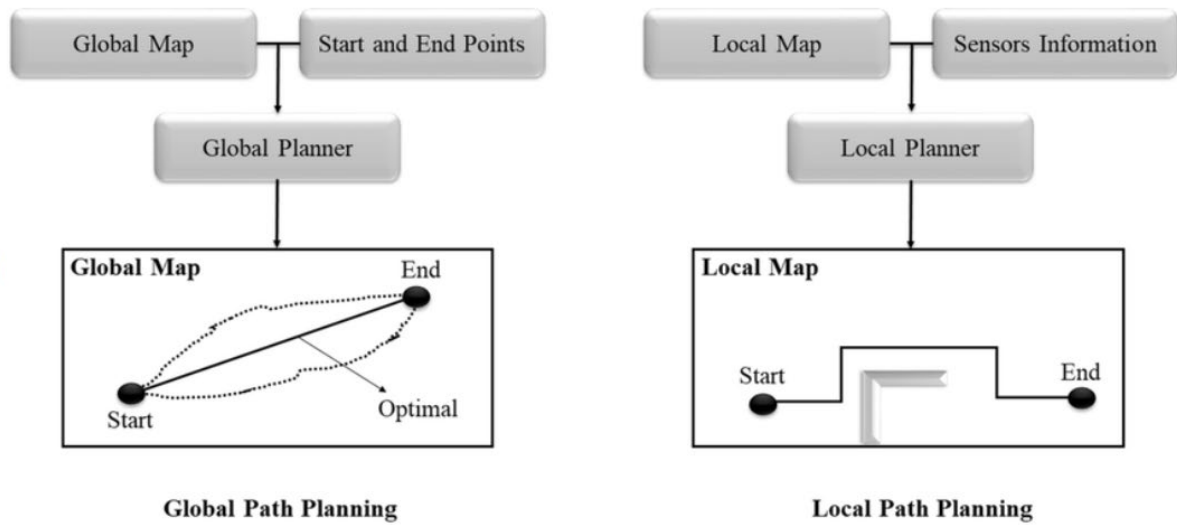 Global Map
Start and End Points
Global Planner
Global Map
End
Start
Optimal
Global Path Planning
Local Map
Sensors Information
Local Planner
Local Map
Start
End
Local Path Planning